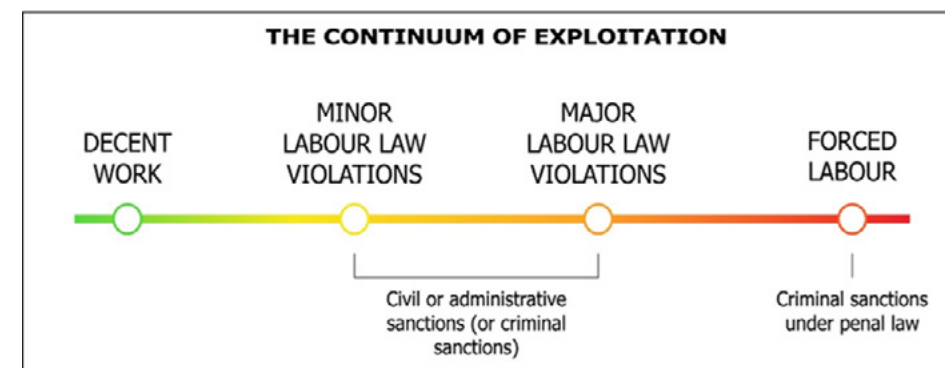 THE CONTINUUM OF EXPLOITATION
DECENT
WORK
MINOR
LABOUR LAW
VIOLATIONS
MAJOR
LABOUR LAW
VIOLATIONS
FORCED
LABOUR
Civil or administrative
sanctions (or criminal
sanctions)
Criminal sanctions
under penal law